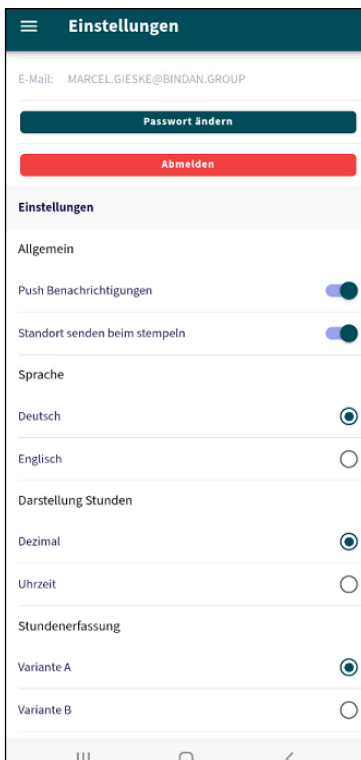 Einstellungen
E-Mail: MARCEL.GIESKE@BINDAN.GROUP
Passwort ändern
Abmelden
Einstellungen
Allgemein
Push Benachrichtigungen
Standort senden beim stempeln
Sprache
Deutsch
Englisch
Darstellung Stunden
Dezimal
Uhrzeit
Stundenerfassung
Variante A
Variante B